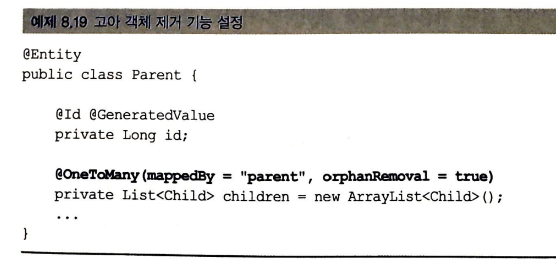 예제 8.19 고아 객체 제거 기능 설정
@Entity
public class Parent {
@Id @GeneratedValue
private Long id;
@OneToMany(mappedBy = "parent", orphanRemoval = true)
private List<Child> children = new ArrayList<Child>();
...
}